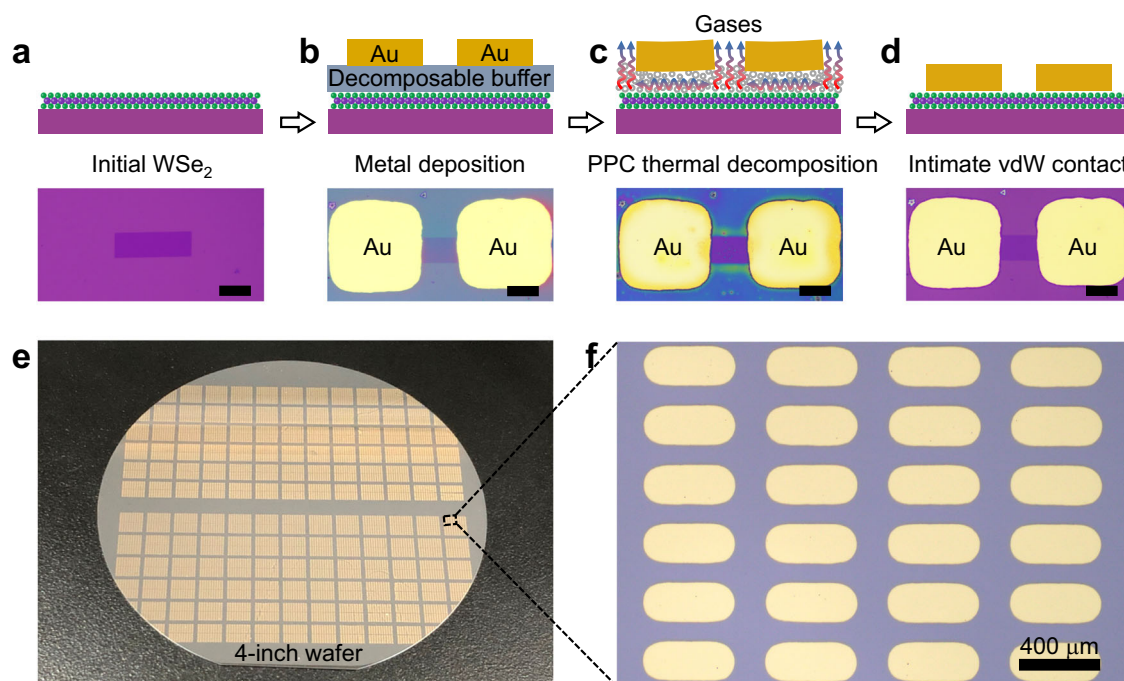 a
b
c
d
Gases
Au
Au
Decomposable buffer
Initial WSe₂
Metal deposition
PPC thermal decomposition
Intimate vdW contact
Au
Au
Au
Au
Au
Au
e
f
4-inch wafer
400 μm